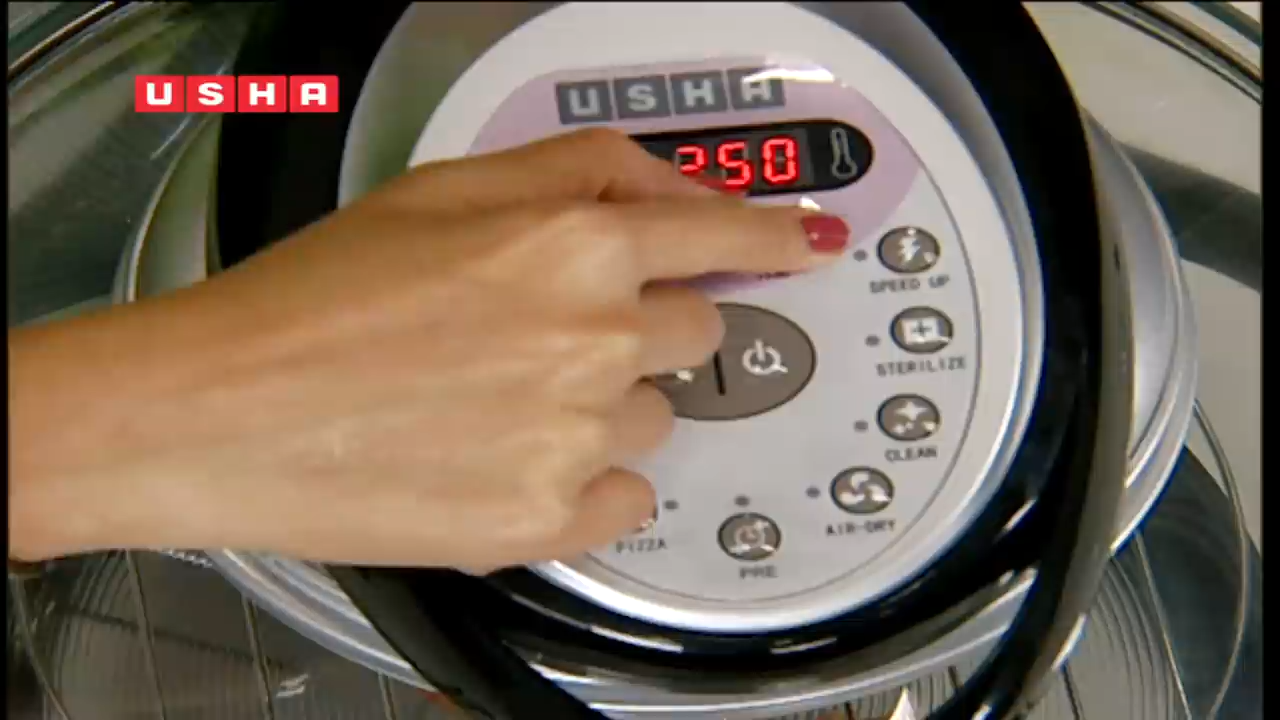 USHA
USHA
250
SPEED UP
STERILIZE
CLEAN
AIR-DRY
PIZZA
PRE